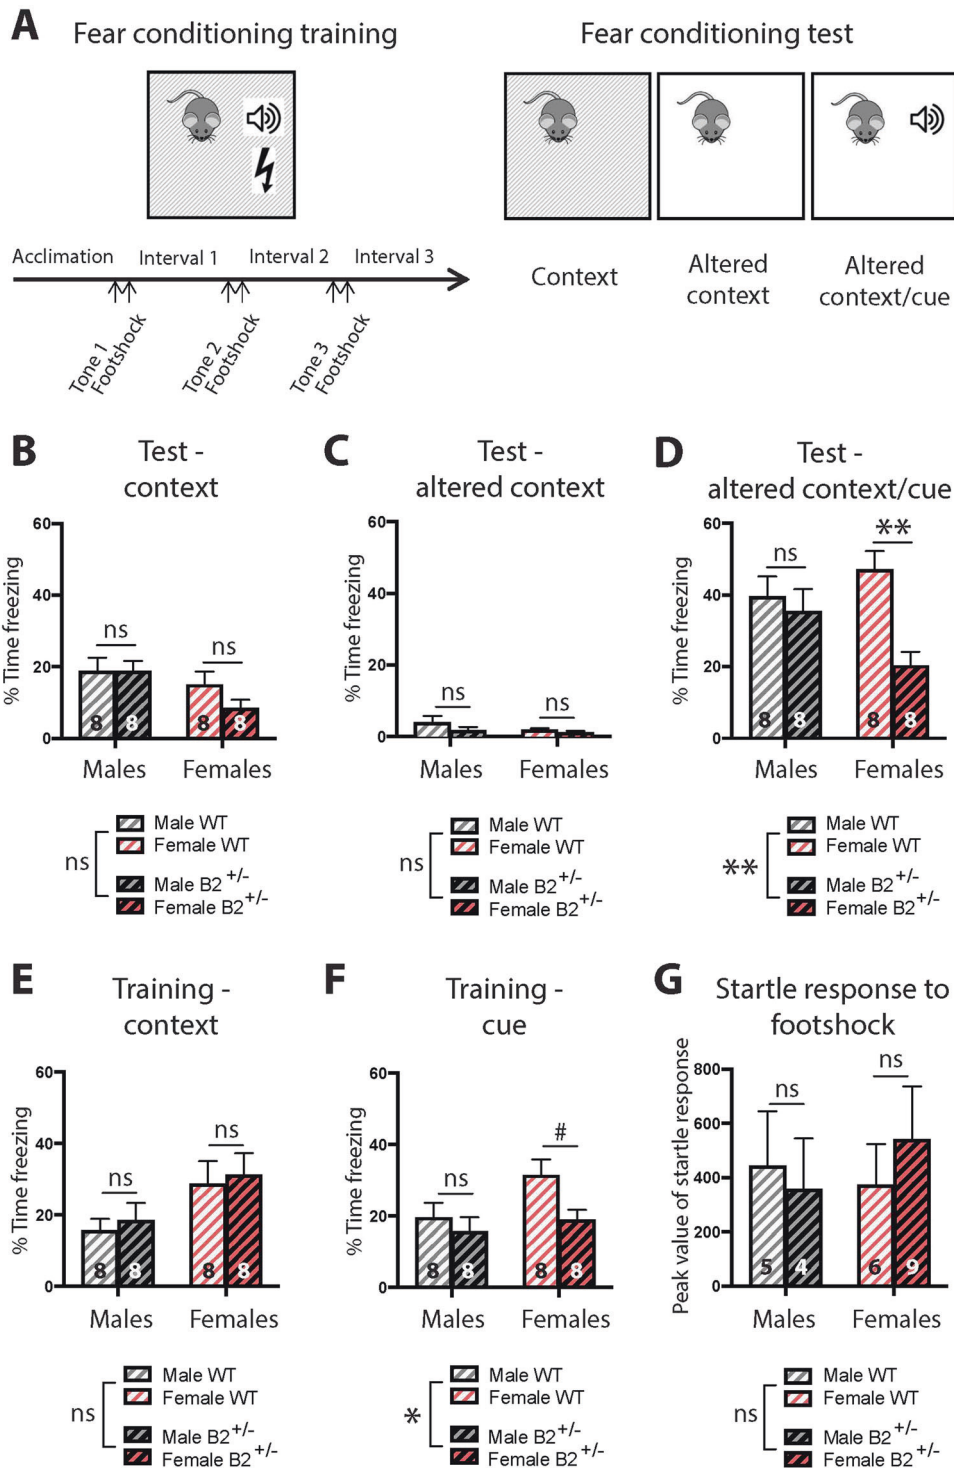 A
Fear conditioning training
Fear conditioning test
Acclimation
Interval 1
Interval 2
Interval 3
Tone 1
Footshock
Tone 2
Footshock
Tone 3
Footshock
Context
Altered
context
Altered
context/cue
B
Test -
context
% Time freezing
60
40
20
0
ns
ns
8
8
8
8
Males
Females
ns
Male WT
Female WT
Male B2+/-
Female B2+/-
C
Test -
altered context
% Time freezing
60
40
20
0
ns
ns
Males
Females
ns
Male WT
Female WT
Male B2+/-
Female B2+/-
D
Test -
altered context/cue
% Time freezing
60
40
20
0
ns
**
8
8
8
8
Males
Females
**
Male WT
Female WT
Male B2+/-
Female B2+/-
E
Training -
context
% Time freezing
60
40
20
0
ns
ns
8
8
8
8
Males
Females
ns
Male WT
Female WT
Male B2+/-
Female B2+/-
F
Training -
cue
% Time freezing
60
40
20
0
ns
#
8
8
8
8
Males
Females
*
Male WT
Female WT
Male B2+/-
Female B2+/-
G
Startle response to
footshock
Peak value of startle response
800
600
400
200
0
ns
ns
5
4
6
9
Males
Females
ns
Male WT
Female WT
Male B2+/-
Female B2+/-